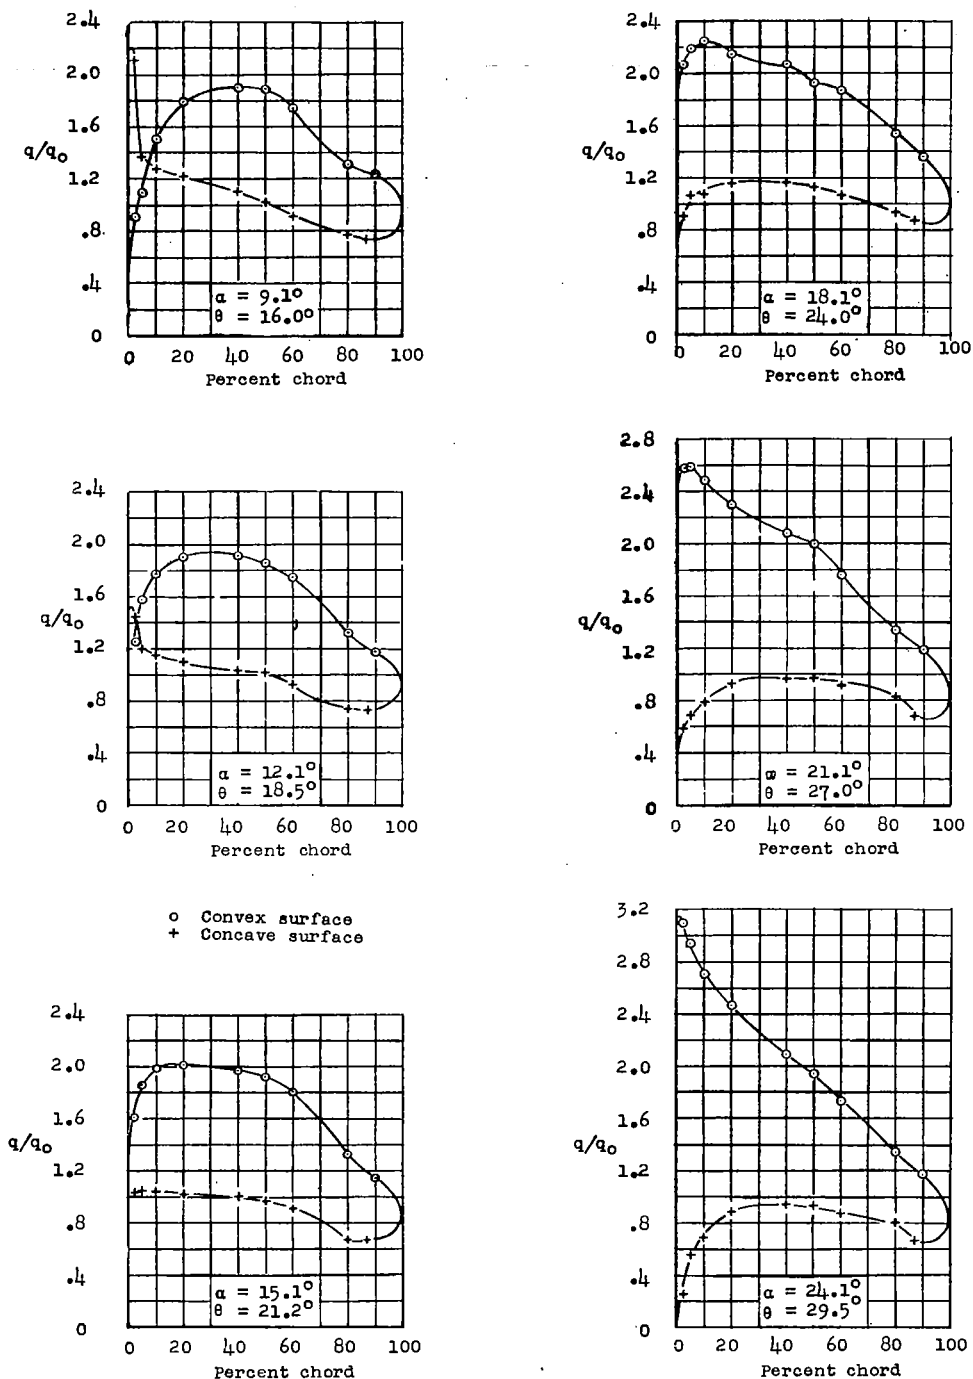 2.4
2.0
1.6
q/qo
1.2
.8
.4
0
α = 9.1°
θ = 16.0°
0 20 40 60 80 100
Percent chord
2.4
2.0
1.6
q/qo
1.2
.8
.4
0
α = 18.1°
θ = 24.0°
0 20 40 60 80 100
Percent chord
2.4
2.0
1.6
q/qo
1.2
.8
.4
0
α = 12.1°
θ = 18.5°
0 20 40 60 80 100
Percent chord
2.8
2.4
2.0
1.6
q/qo
1.2
.8
.4
0
α = 21.1°
θ = 27.0°
0 20 40 60 80 100
Percent chord
o Convex surface
+ Concave surface
2.4
2.0
1.6
q/qo
1.2
.8
.4
0
α = 15.1°
θ = 21.2°
0 20 40 60 80 100
Percent chord
3.2
2.8
2.4
2.0
1.6
q/qo
1.2
.8
.4
0
α = 24.1°
θ = 29.5°
0 20 40 60 80 100
Percent chord